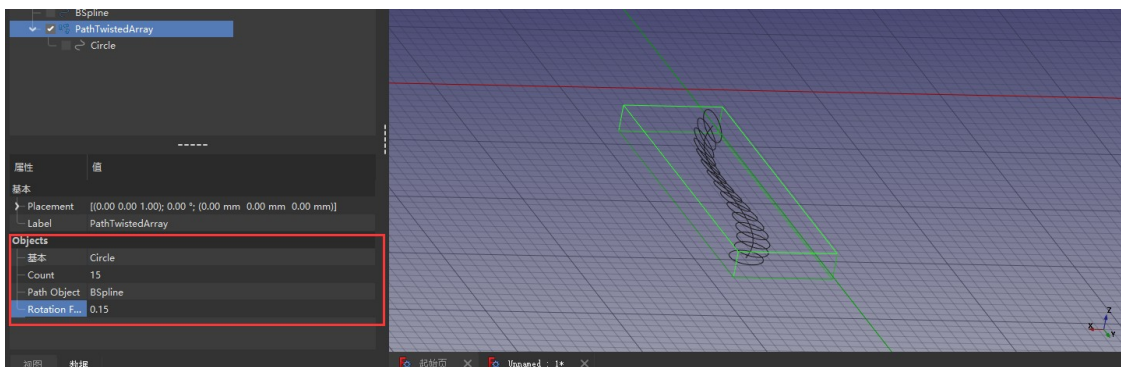 BSpline
PathTwistedArray
Circle
属性 值
基本
Placement [(0.00 0.00 1.00); 0.00 °; (0.00 mm 0.00 mm 0.00 mm)]
Label PathTwistedArray
Objects
基本 Circle
Count 15
Path Object BSpline
Rotation F... 0.15
视图 数据
起始页 Unnamed : 1*
Z
X
Y